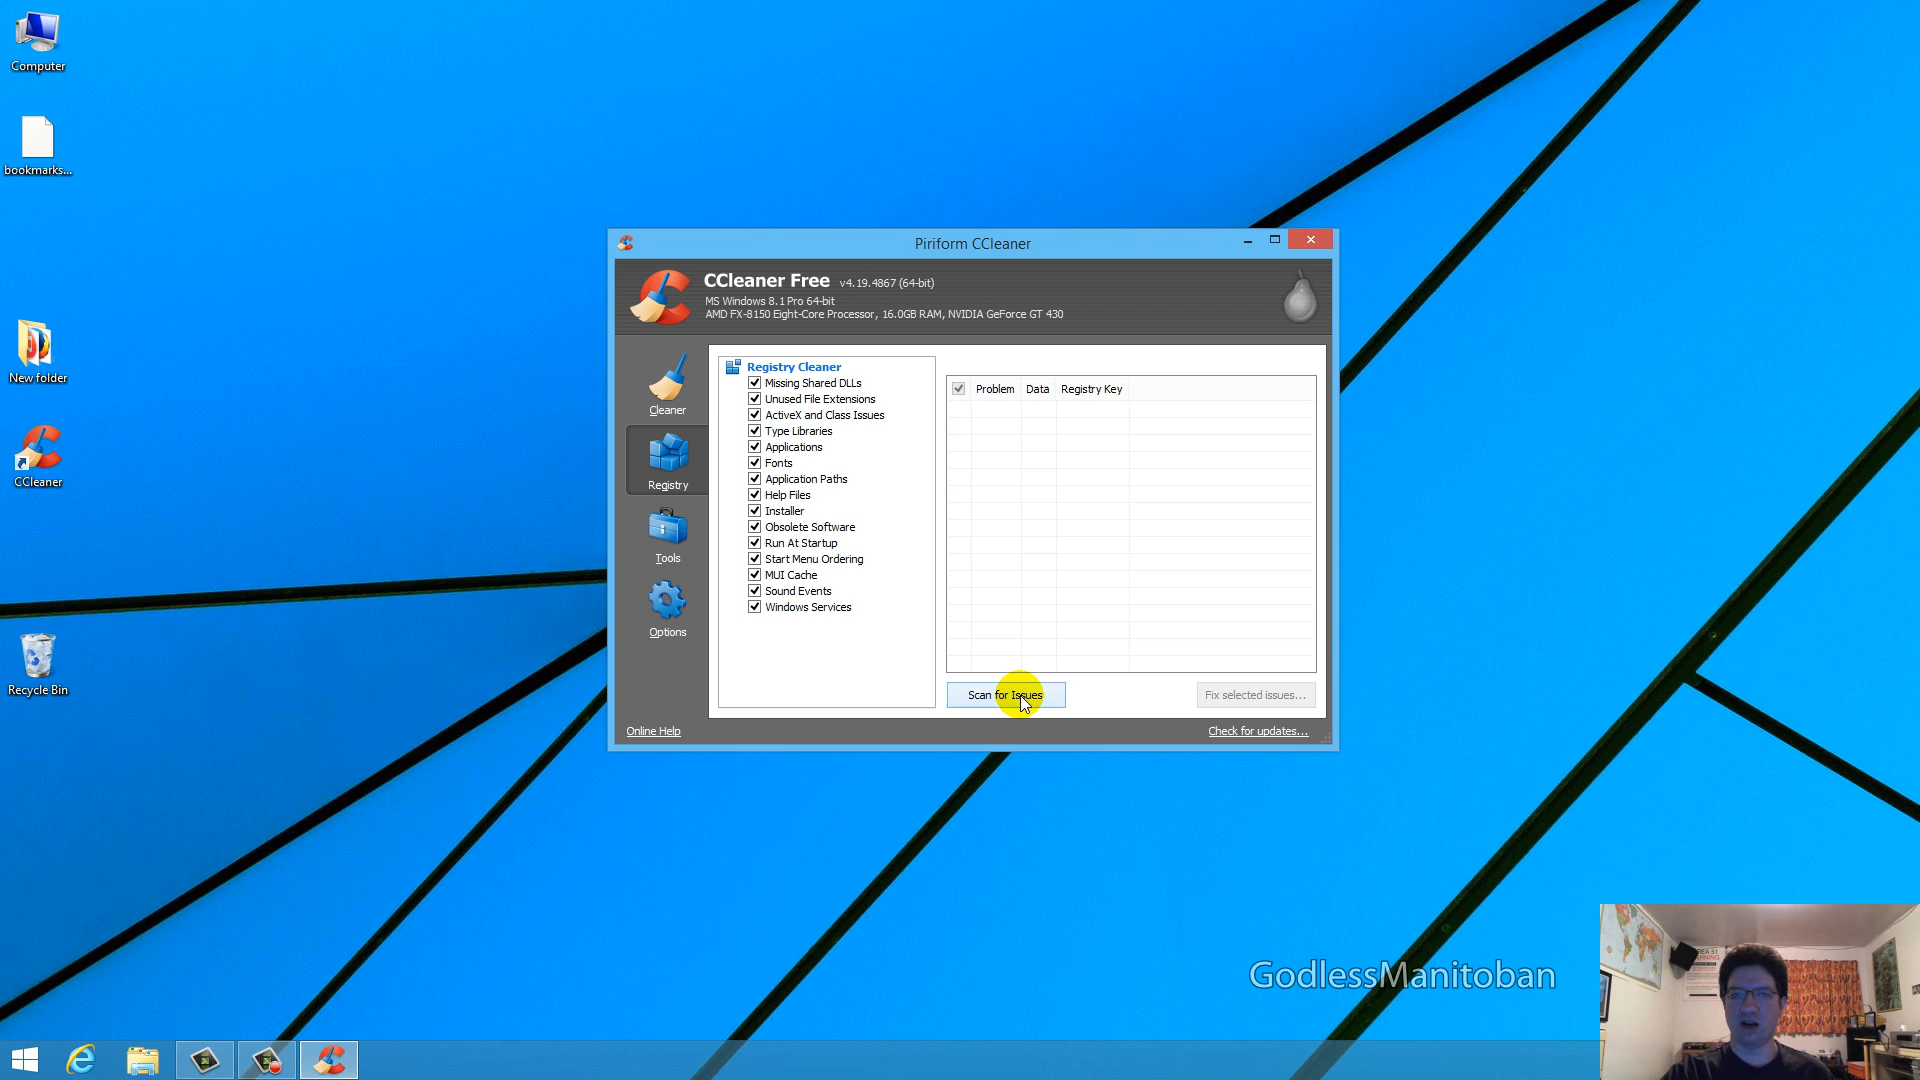 Computer
bookmarks...
New folder
CCleaner
Recycle Bin
Piriform CCleaner
CCleaner Free v4.19.4867 (64-bit)
MS Windows 8.1 Pro 64-bit
AMD FX-8150 Eight-Core Processor, 16.0GB RAM, NVIDIA GeForce GT 430
Cleaner
Registry
Tools
Options
Registry Cleaner
Missing Shared DLLs
Unused File Extensions
ActiveX and Class Issues
Type Libraries
Applications
Fonts
Application Paths
Help Files
Installer
Obsolete Software
Run At Startup
Start Menu Ordering
MUI Cache
Sound Events
Windows Services
Problem Data Registry Key
Scan for Issues
Fix selected issues...
Online Help
Check for updates...
GodlessManitoban